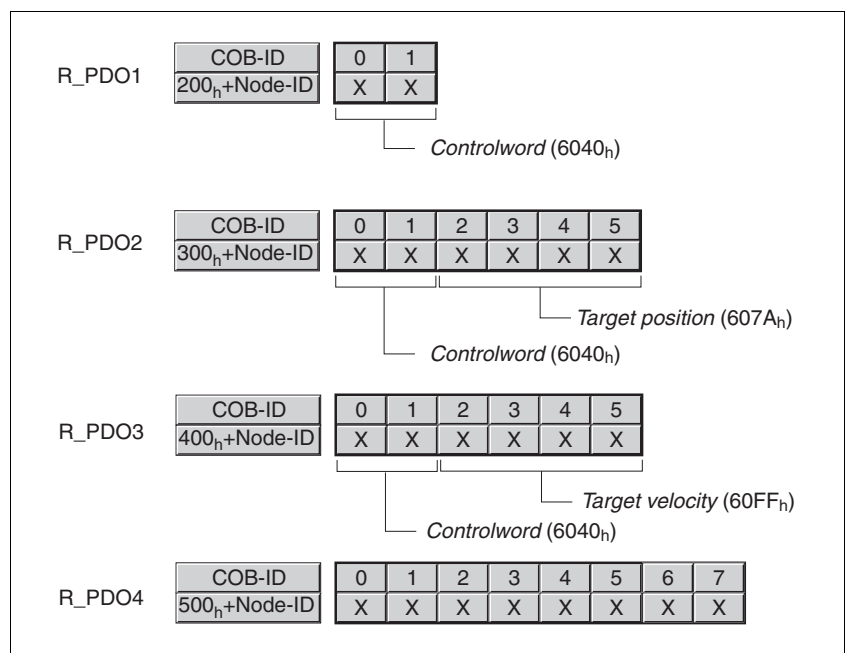 R_PDO1
COB-ID 0 1
200h+Node-ID X X
Controlword (6040h)
R_PDO2
COB-ID 0 1 2 3 4 5
300h+Node-ID X X X X X X
Target position (607Ah)
Controlword (6040h)
R_PDO3
COB-ID 0 1 2 3 4 5
400h+Node-ID X X X X X X
Target velocity (60FFh)
Controlword (6040h)
R_PDO4
COB-ID 0 1 2 3 4 5 6 7
500h+Node-ID X X X X X X X X